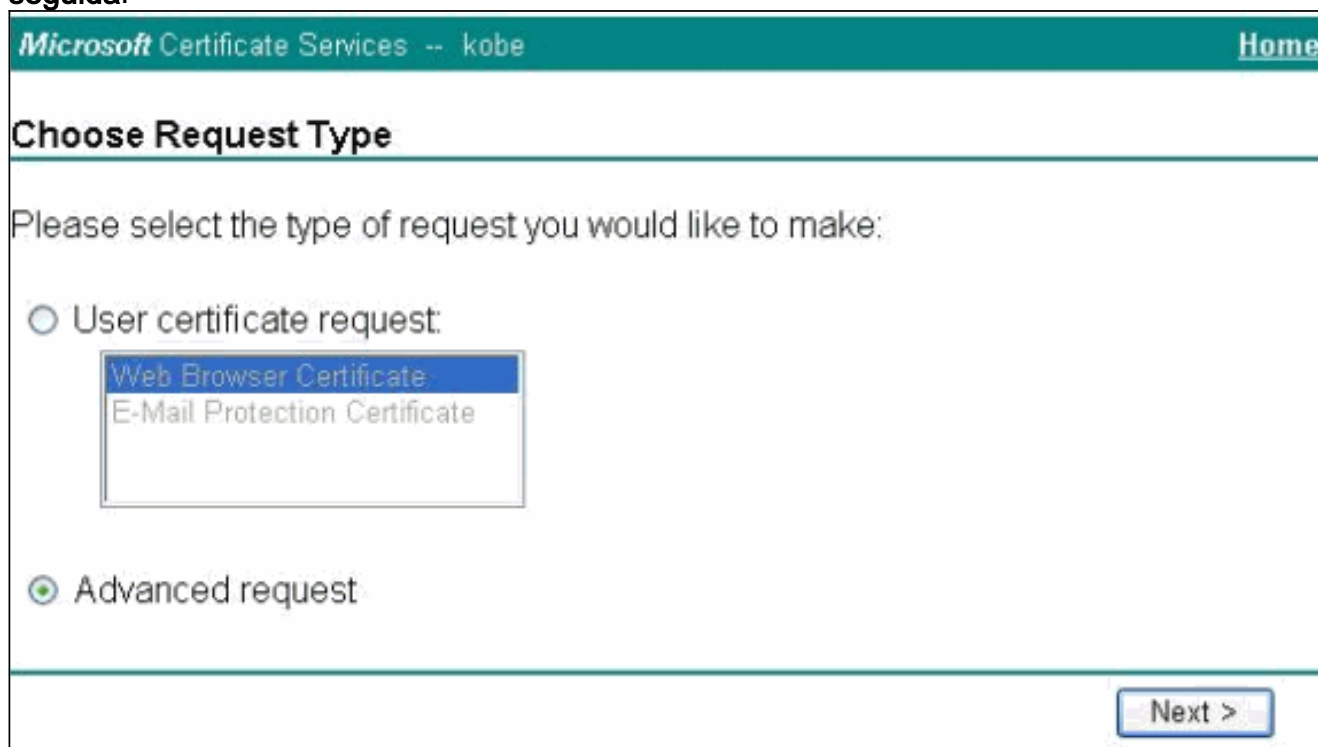 seguida.
Microsoft Certificate Services -- kobe Home
Choose Request Type
Please select the type of request you would like to make:
User certificate request:
Web Browser Certificate
E-Mail Protection Certificate
Advanced request
Next >